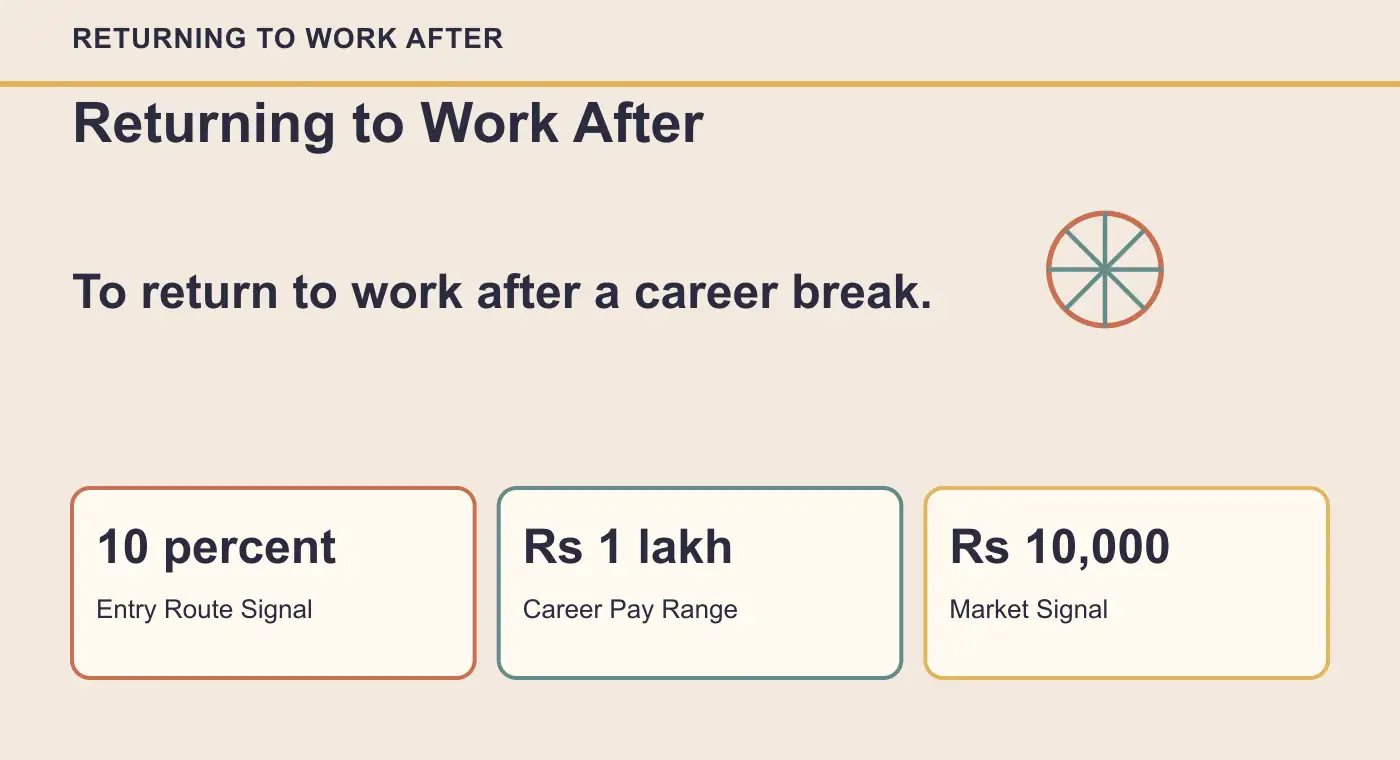 RETURNING TO WORK AFTER
Returning to Work After
To return to work after a career break.
10 percent
Entry Route Signal
Rs 1 lakh
Career Pay Range
Rs 10,000
Market Signal